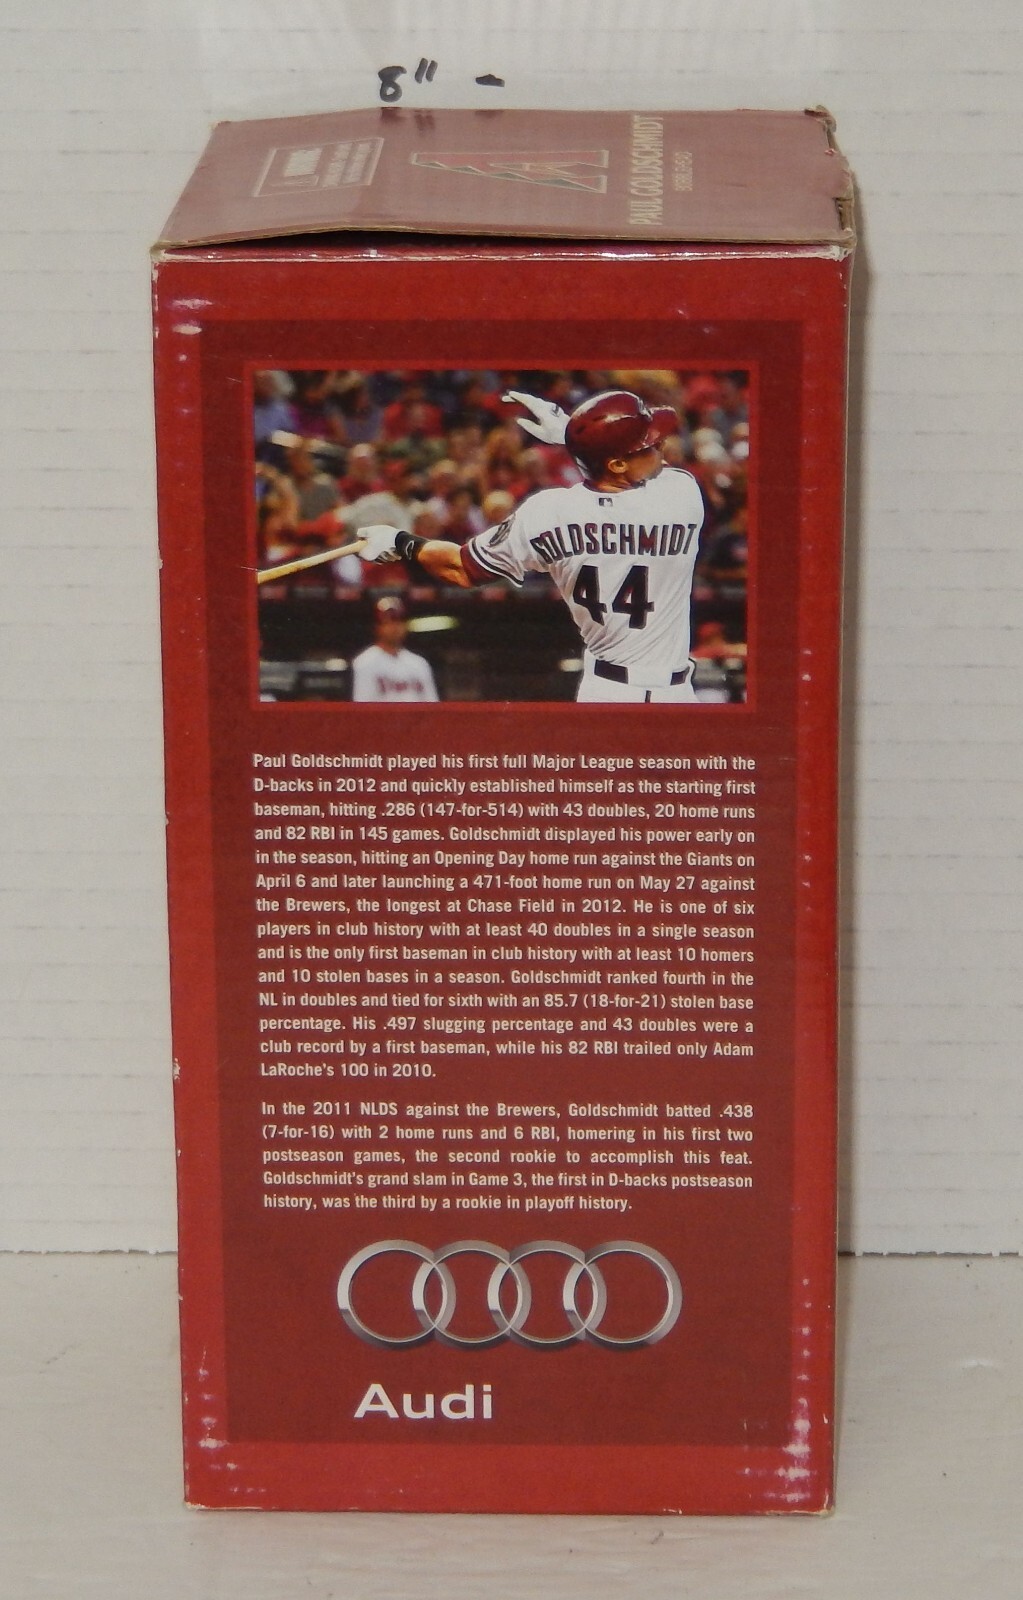 8" -
WARNING
PAUL GOLDSCHMIDT
GOLDSCHMIDT
44
Paul Goldschmidt played his first full Major League season with the
D-backs in 2012 and quickly established himself as the starting first
baseman, hitting .286 (147-for-514) with 43 doubles, 20 home runs
and 82 RBI in 145 games. Goldschmidt displayed his power early on
in the season, hitting an Opening Day home run against the Giants on
April 6 and later launching a 471-foot home run on May 27 against
the Brewers, the longest at Chase Field in 2012. He is one of six
players in club history with at least 40 doubles in a single season
and is the only first baseman in club history with at least 10 homers
and 10 stolen bases in a season. Goldschmidt ranked fourth in the
NL in doubles and tied for sixth with an 85.7 (18-for-21) stolen base
percentage. His .497 slugging percentage and 43 doubles were a
club record by a first baseman, while his 82 RBI trailed only Adam
LaRoche's 100 in 2010.
In the 2011 NLDS against the Brewers, Goldschmidt batted .438
(7-for-16) with 2 home runs and 6 RBI, homering in his first two
postseason games, the second rookie to accomplish this feat.
Goldschmidt's grand slam in Game 3, the first in D-backs postseason
history, was the third by a rookie in playoff history.
Audi